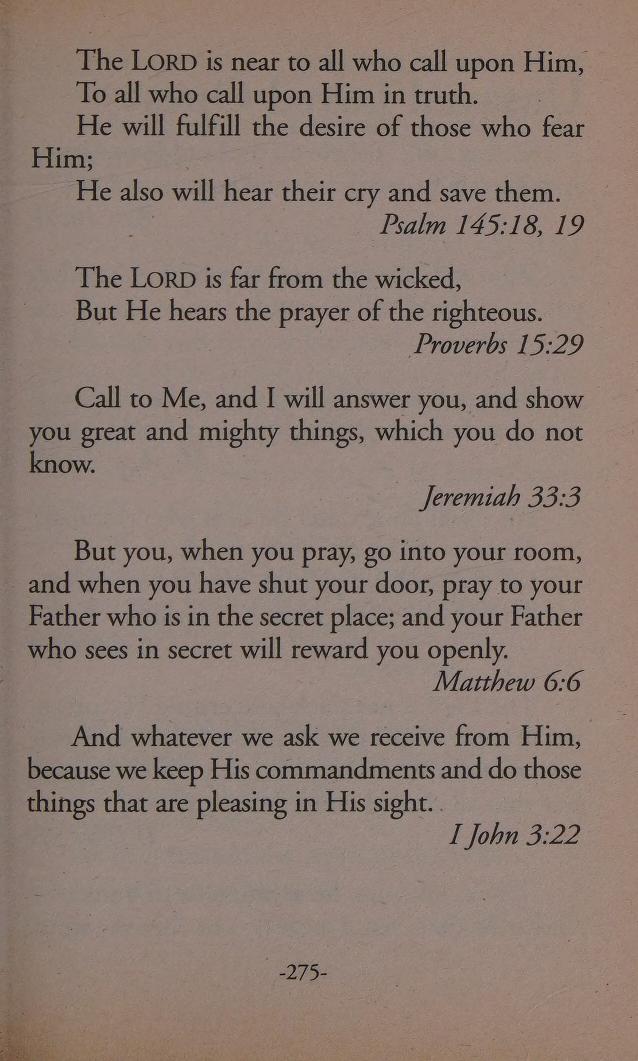 The LORD is near to all who call upon Him,
To all who call upon Him in truth.
He will fulfill the desire of those who fear
Him;
He also will hear their cry and save them.
Psalm 145:18, 19
The LORD is far from the wicked,
But He hears the prayer of the righteous.
Proverbs 15:29
Call to Me, and I will answer you, and show
you great and mighty things, which you do not
know.
Jeremiah 33:3
But you, when you pray, go into your room,
and when you have shut your door, pray to your
Father who is in the secret place; and your Father
who sees in secret will reward you openly.
Matthew 6:6
And whatever we ask we receive from Him,
because we keep His commandments and do those
things that are pleasing in His sight.
I John 3:22
-275-